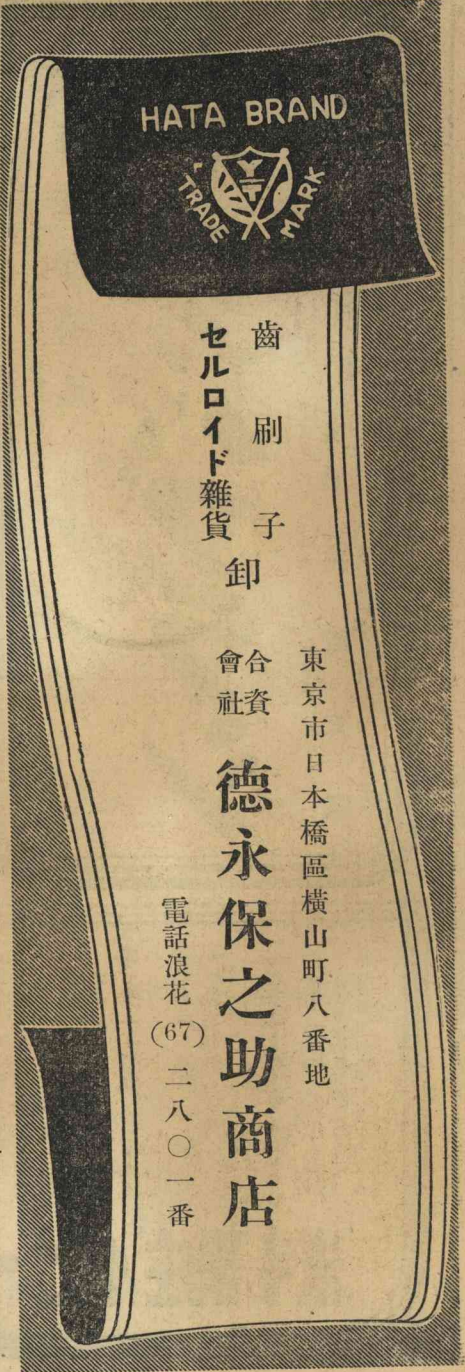 HATA BRAND
TRADE MARK
齒刷子
セルロイド雜貨
卸
東京市日本橋區横山町八番地
合資
會社
德永保之助商店
電話浪花(67)二八〇一番